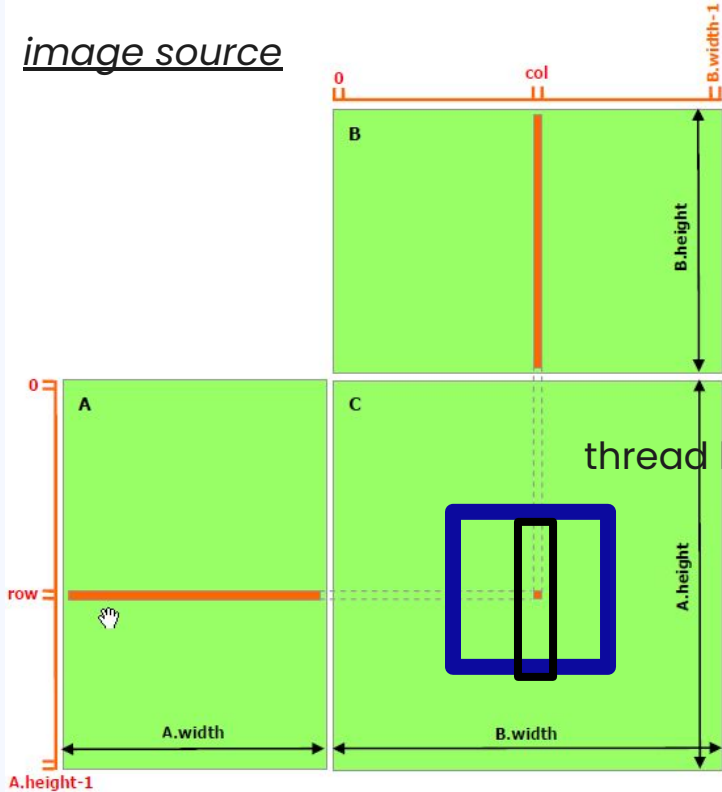 image source
0
col
B.width-1
B
B.height
0
A
C
thread
row
A.height
A.width
B.width
A.height-1